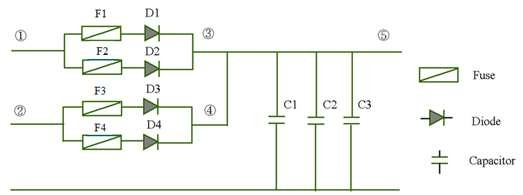 F1 D1
① ③ ⑤
F2 D2
Fuse
F3 D3
② ④ C1 C2 C3
F4 D4
Diode
Capacitor